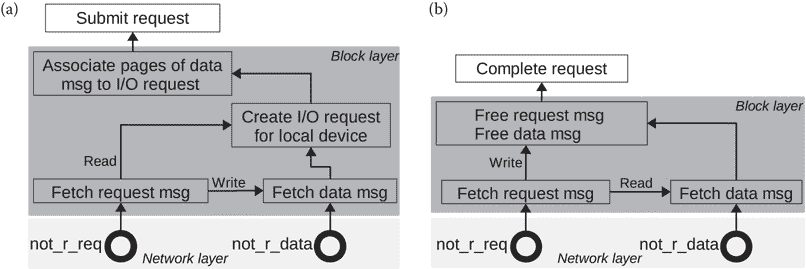 (a)
Submit request
Block layer
Associate pages of data
msg to I/O request
Create I/O request
for local device
Read
Fetch request msg
Write
Fetch data msg
not_r_req
not_r_data
Network layer
(b)
Complete request
Block layer
Free request msg
Free data msg
Write
Fetch request msg
Read
Fetch data msg
not_r_req
not_r_data
Network layer